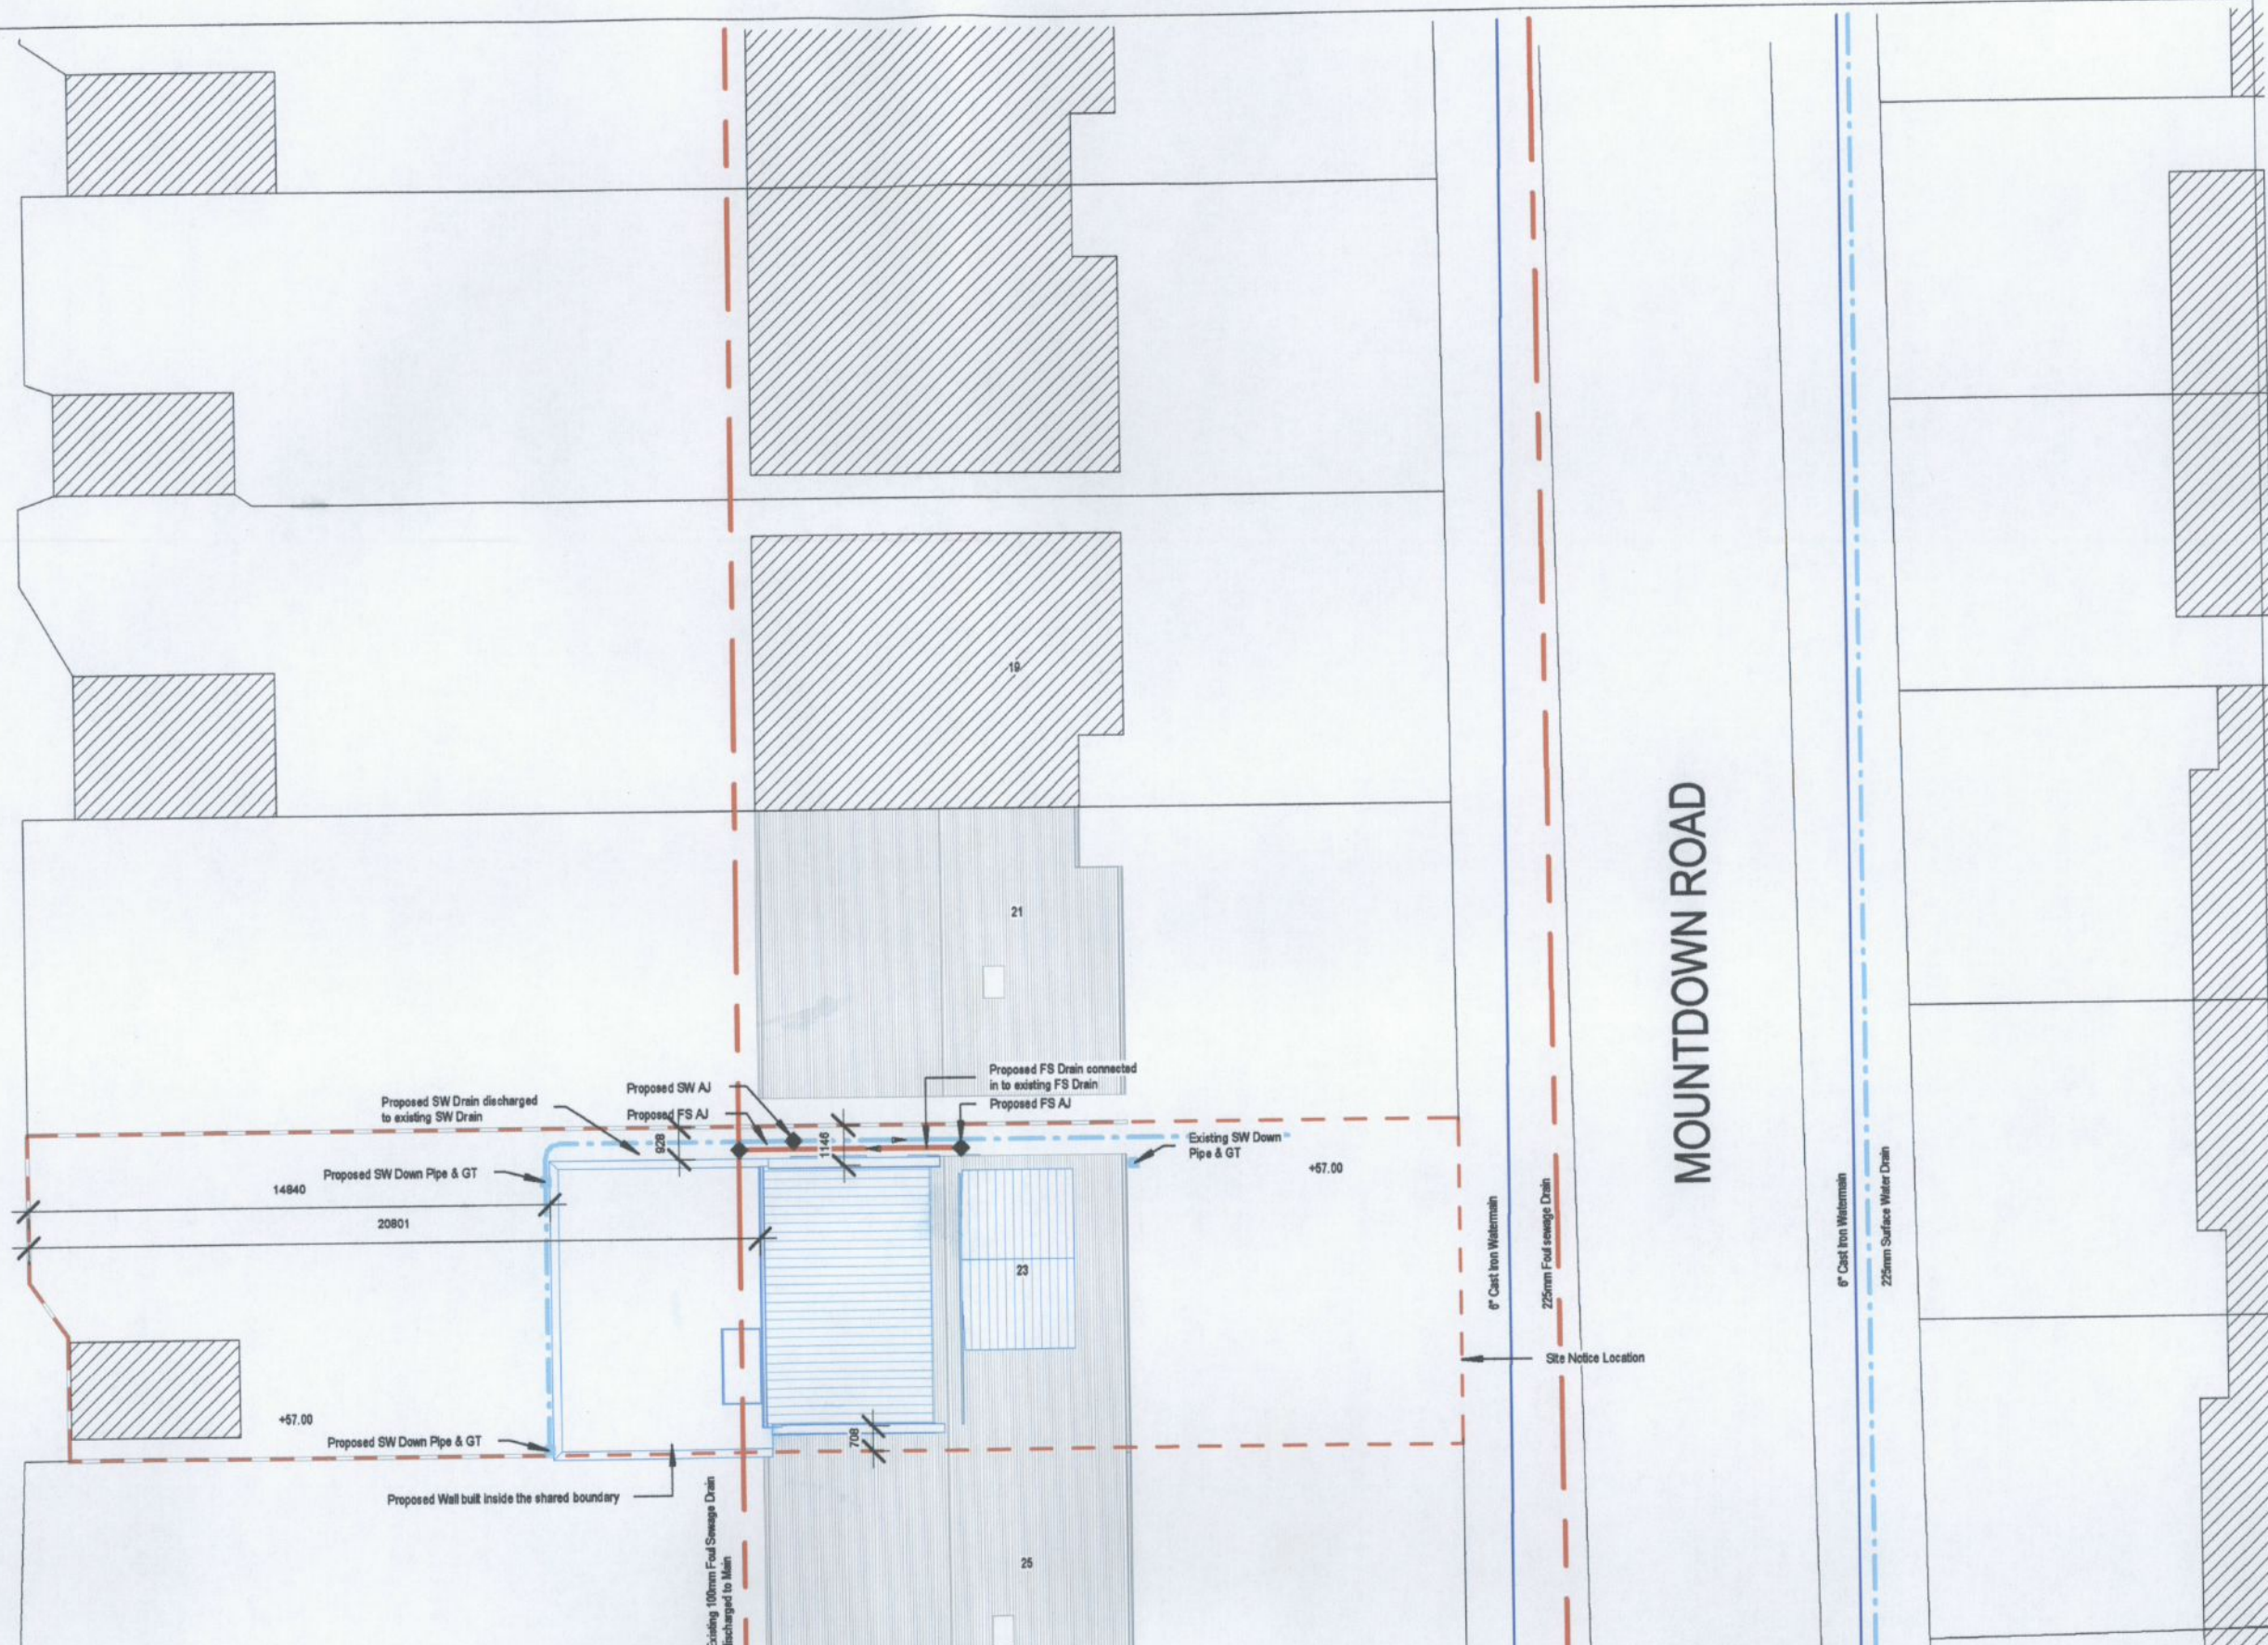 19
21
MOUNTDOWN ROAD
Proposed SW AJ
Proposed FS AJ
Proposed FS Drain connected
in to existing FS Drain
Proposed FS AJ
Proposed SW Drain discharged
to existing SW Drain
928
1146
Existing SW Down
Pipe & GT
+57.00
Proposed SW Down Pipe & GT
14840
20801
23
6" Cast Iron Watermain
225mm Foul sewage Drain
6" Cast Iron Watermain
225mm Surface Water Drain
Site Notice Location
+57.00
Proposed SW Down Pipe & GT
708
Proposed Wall built inside the shared boundary
Existing 100mm Foul Sewage Drain
discharged to Main
25